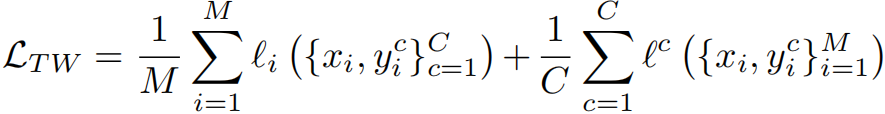 $\mathcal{L}_{TW} = \frac{1}{M} \sum_{i=1}^{M} \ell_i \left( \{x_i, y_i^c\}_{c=1}^{C} \right) + \frac{1}{C} \sum_{c=1}^{C} \ell^c \left( \{x_i, y_i^c\}_{i=1}^{M} \right)$